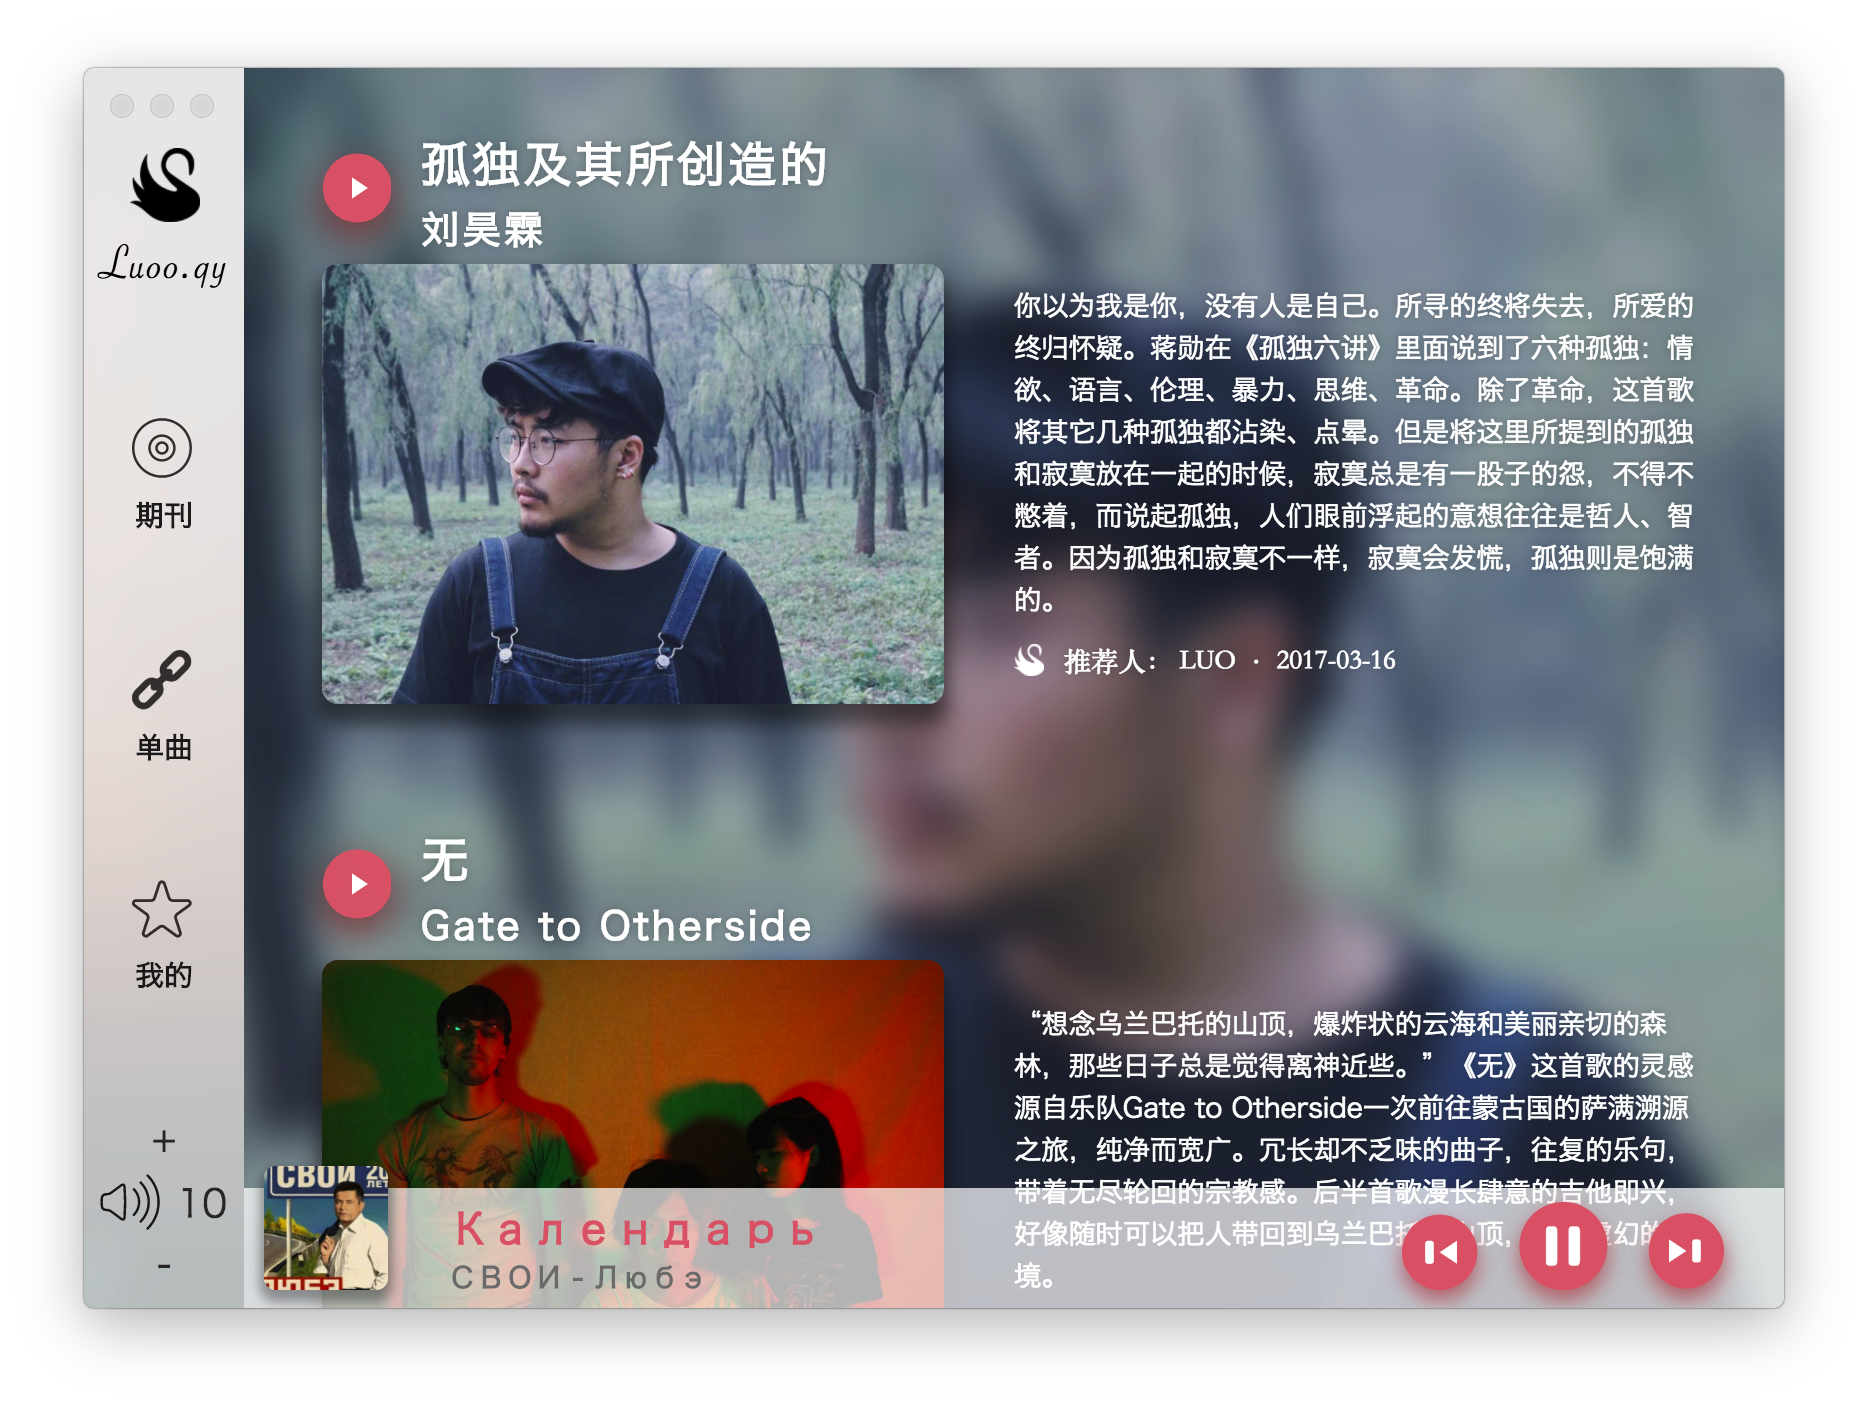 Luoo.qy
期刊
单曲
我的
+
10
-
孤独及其所创造的
刘昊霖
你以为我是你，没有人是自己。所寻的终将失去，所爱的
终归怀疑。蒋勋在《孤独六讲》里面说到了六种孤独：情
欲、语言、伦理、暴力、思维、革命。除了革命，这首歌
将其它几种孤独都沾染、点晕。但是将这里所提到的孤独
和寂寞放在一起的时候，寂寞总是有一股子的怨，不得不
憋着，而说起孤独，人们眼前浮起的意想往往是哲人、智
者。因为孤独和寂寞不一样，寂寞会发慌，孤独则是饱满
的。
推荐人： LUO · 2017-03-16
无
Gate to Otherside
“想念乌兰巴托的山顶，爆炸状的云海和美丽亲切的森
林，那些日子总是觉得离神近些。”《无》这首歌的灵感
源自乐队Gate to Otherside一次前往蒙古国的萨满溯源
之旅，纯净而宽广。冗长却不乏味的曲子，往复的乐句，
带着无尽轮回的宗教感。后半首歌漫长肆意的吉他即兴，
好像随时可以把人带回到乌兰巴托 山顶， 幻的
境。
СВОИ 20
ЛЕТ
ЛЮБЭ
Календарь
СВОИ-Любэ